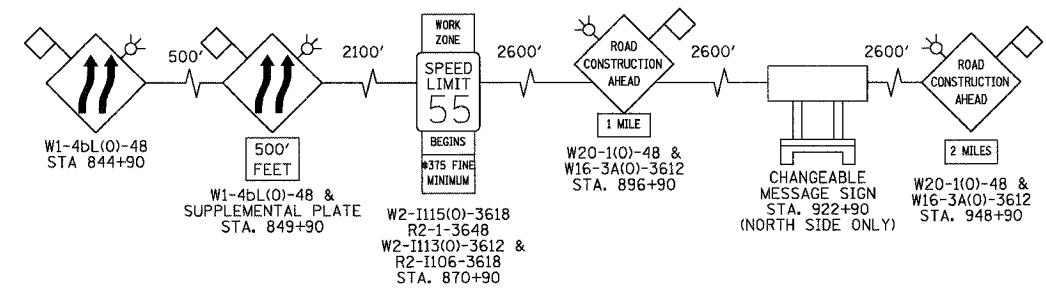 500'
2100'
2600'
2600'
2600'
W1-4bL(O)-48
STA 844+90
500'
FEET
W1-4bL(O)-48 &
SUPPLEMENTAL PLATE
STA. 849+90
WORK
ZONE
SPEED
LIMIT
55
BEGINS
$375 FINE
MINIMUM
W2-I115(O)-3618
R2-1-3648
W2-I113(O)-3612 &
R2-I106-3618
STA. 870+90
ROAD
CONSTRUCTION
AHEAD
1 MILE
W20-1(O)-48 &
W16-3A(O)-3612
STA. 896+90
CHANGEABLE
MESSAGE SIGN
STA. 922+90
(NORTH SIDE ONLY)
ROAD
CONSTRUCTION
AHEAD
2 MILES
W20-1(O)-48 &
W16-3A(O)-3612
STA. 948+90